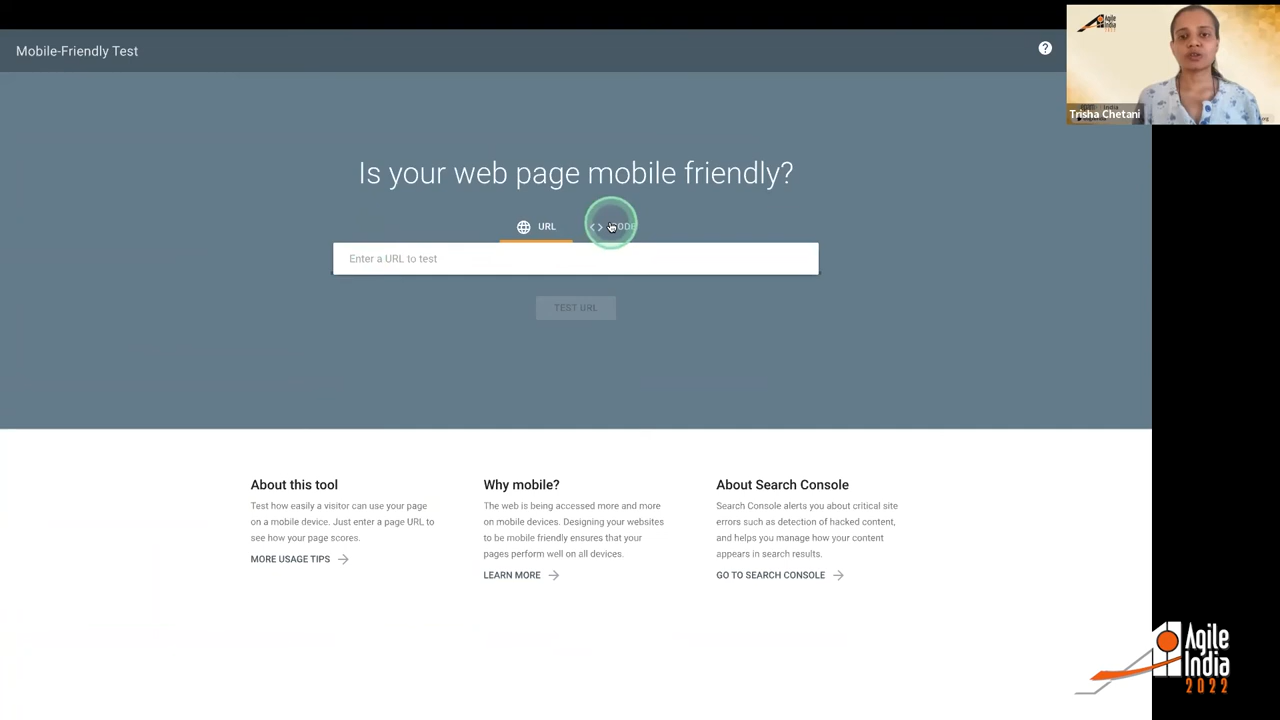 Mobile-Friendly Test
Agile
India
2022
Trisha Chetani
Is your web page mobile friendly?
URL
CODE
Enter a URL to test
TEST URL
About this tool
Test how easily a visitor can use your page
on a mobile device. Just enter a page URL to
see how your page scores.
MORE USAGE TIPS
Why mobile?
The web is being accessed more and more
on mobile devices. Designing your websites
to be mobile friendly ensures that your
pages perform well on all devices.
LEARN MORE
About Search Console
Search Console alerts you about critical site
errors such as detection of hacked content,
and helps you manage how your content
appears in search results.
GO TO SEARCH CONSOLE
Agile
India
2022